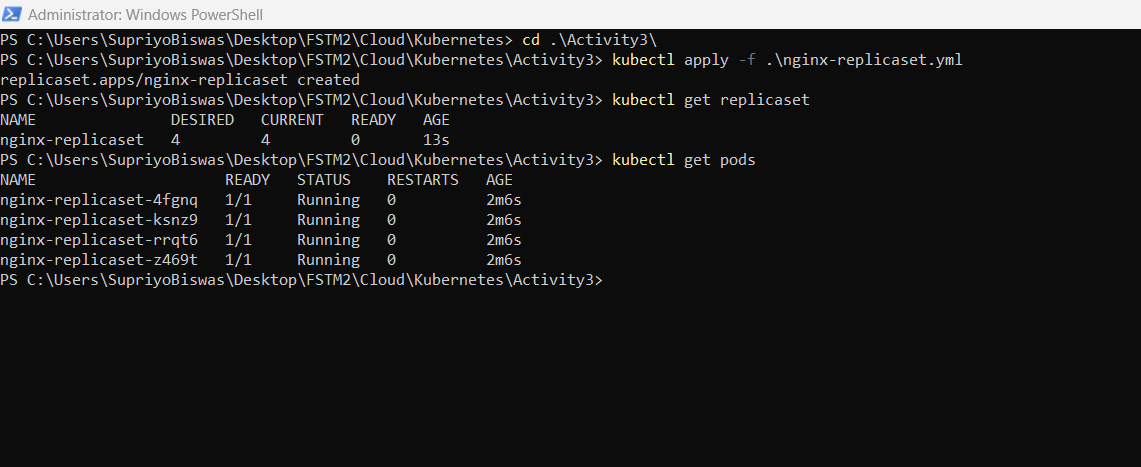 Administrator: Windows PowerShell
PS C:\Users\SupriyoBiswas\Desktop\FSTM2\Cloud\Kubernetes> cd .\Activity3\
PS C:\Users\SupriyoBiswas\Desktop\FSTM2\Cloud\Kubernetes\Activity3> kubectl apply -f .\nginx-replicaset.yml
replicaset.apps/nginx-replicaset created
PS C:\Users\SupriyoBiswas\Desktop\FSTM2\Cloud\Kubernetes\Activity3> kubectl get replicaset
NAME               DESIRED   CURRENT   READY   AGE
nginx-replicaset   4         4         0       13s
PS C:\Users\SupriyoBiswas\Desktop\FSTM2\Cloud\Kubernetes\Activity3> kubectl get pods
NAME                     READY   STATUS    RESTARTS   AGE
nginx-replicaset-4fgnq   1/1     Running   0          2m6s
nginx-replicaset-ksnz9   1/1     Running   0          2m6s
nginx-replicaset-rrqt6   1/1     Running   0          2m6s
nginx-replicaset-z469t   1/1     Running   0          2m6s
PS C:\Users\SupriyoBiswas\Desktop\FSTM2\Cloud\Kubernetes\Activity3>